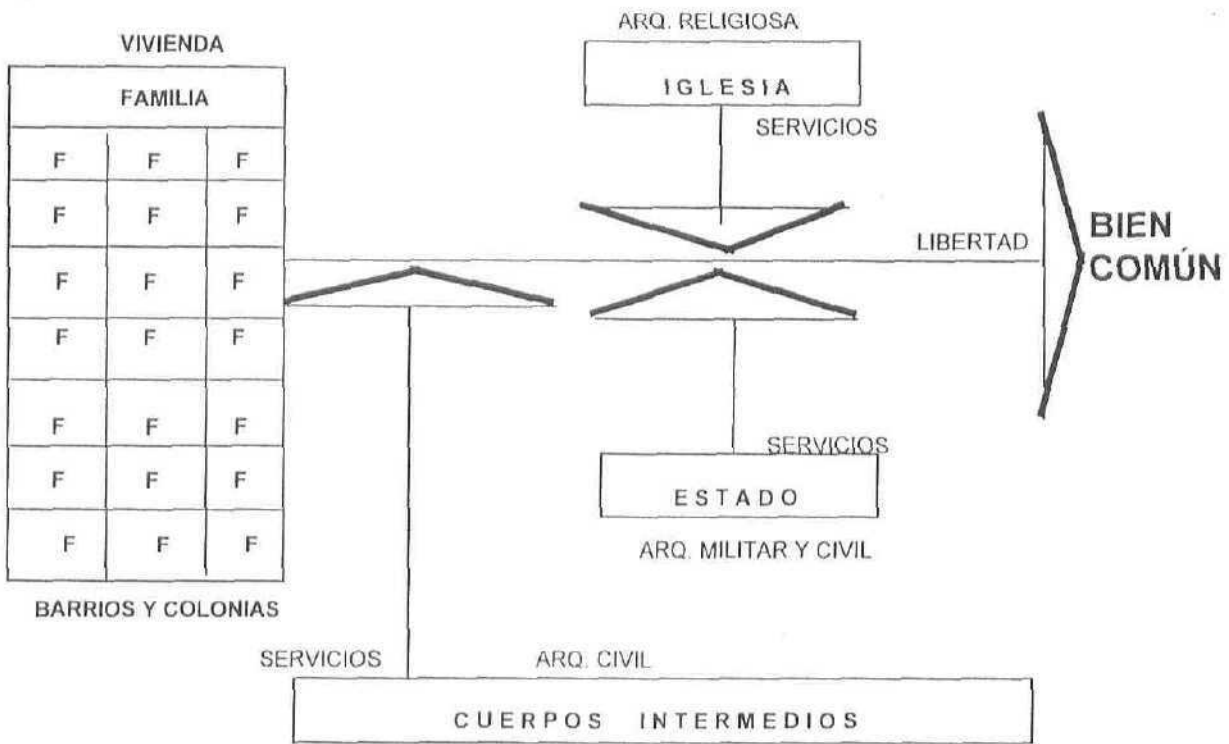 ARQ. RELIGIOSA
VIVIENDA
FAMILIA
IGLESIA
SERVICIOS
F F F
F F F
F F F
F F F
F F F
F F F
F F F
LIBERTAD
BIEN
COMÚN
SERVICIOS
ESTADO
ARQ. MILITAR Y CIVIL
BARRIOS Y COLONIAS
SERVICIOS
ARQ. CIVIL
CUERPOS INTERMEDIOS